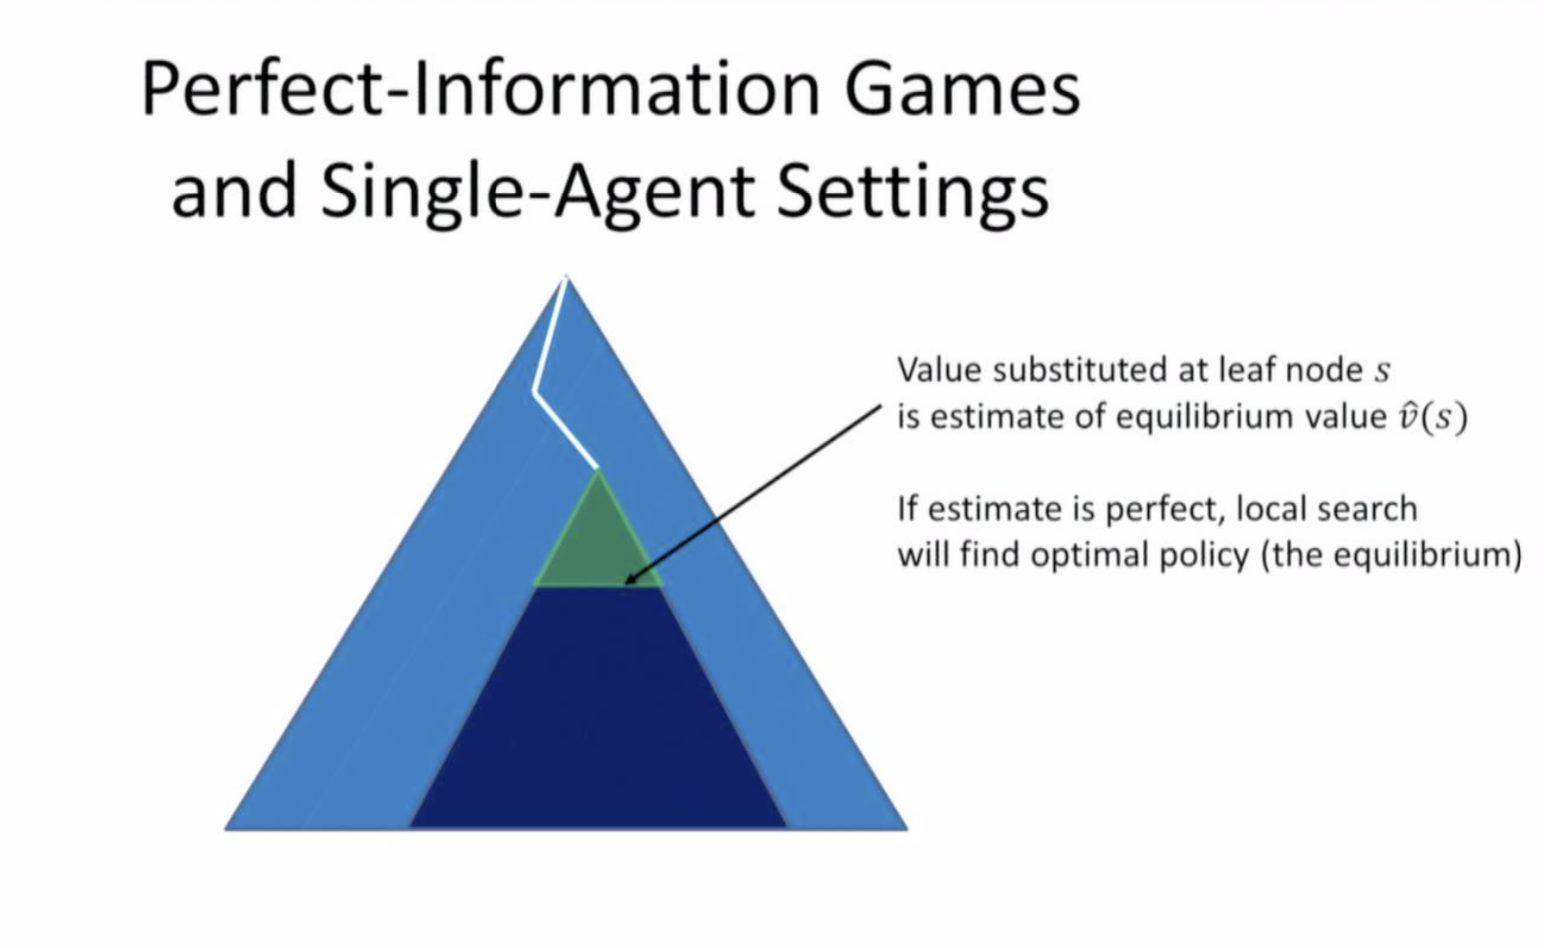 Perfect-Information Games
and Single-Agent Settings
Value substituted at leaf node s
is estimate of equilibrium value v̂(s)
If estimate is perfect, local search
will find optimal policy (the equilibrium)